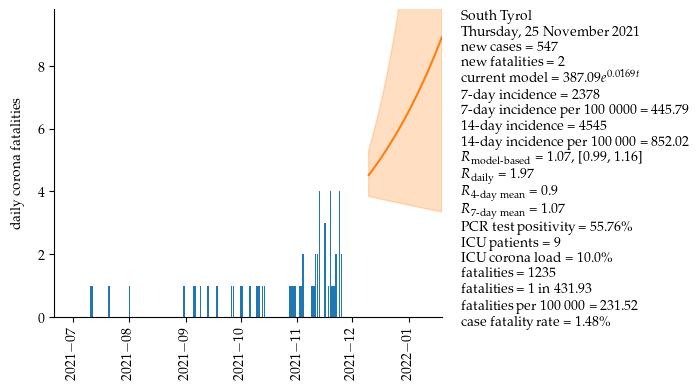 South Tyrol
Thursday, 25 November 2021
new cases = 547
new fatalities = 2
current model = 387.09e^0.0169t
7-day incidence = 2378
7-day incidence per 100 0000 = 445.79
14-day incidence = 4545
14-day incidence per 100 000 = 852.02
R_model-based = 1.07, [0.99, 1.16]
R_daily = 1.97
R_4-day mean = 0.9
R_7-day mean = 1.07
PCR test positivity = 55.76%
ICU patients = 9
ICU corona load = 10.0%
fatalities = 1235
fatalities = 1 in 431.93
fatalities per 100 000 = 231.52
case fatality rate = 1.48%
daily corona fatalities
8
6
4
2
0
2021−07
2021−08
2021−09
2021−10
2021−11
2021−12
2022−01